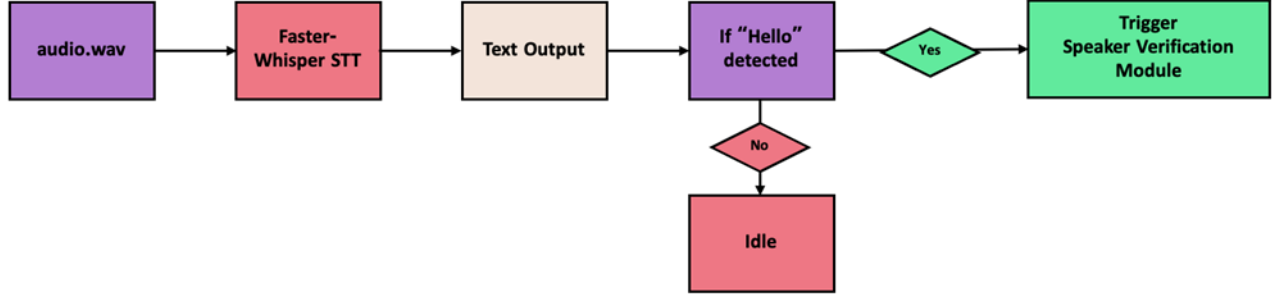 audio.wav
Faster-
Whisper STT
Text Output
If “Hello”
detected
Yes
Trigger
Speaker Verification
Module
No
Idle